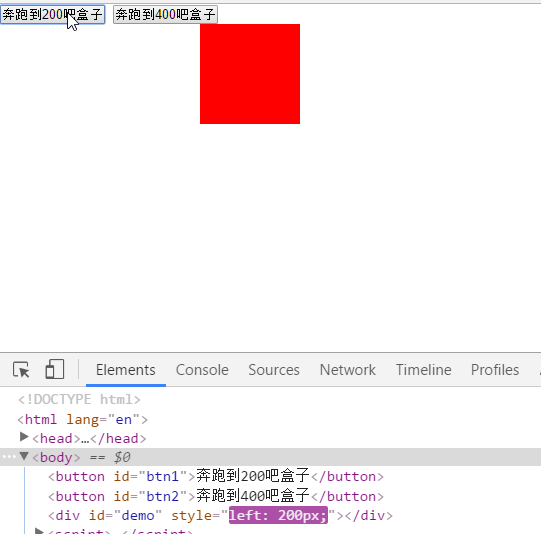 奔跑到200吧盒子 奔跑到400吧盒子
Elements Console Sources Network Timeline Profiles
<!DOCTYPE html>
<html lang="en">
<head>…</head>
<body> == $0
<button id="btn1">奔跑到200吧盒子</button>
<button id="btn2">奔跑到400吧盒子</button>
<div id="demo" style="left: 200px;"></div>
<script>…</script>